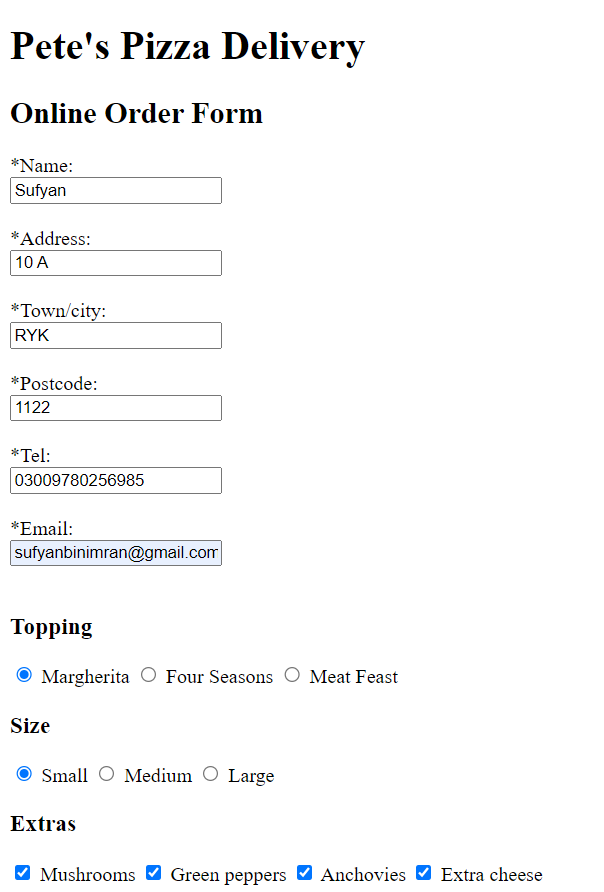 Pete's Pizza Delivery
Online Order Form
*Name:
Sufyan
*Address:
10 A
*Town/city:
RYK
*Postcode:
1122
*Tel:
03009780256985
*Email:
sufyanbinimran@gmail.com
Topping
Margherita Four Seasons Meat Feast
Size
Small Medium Large
Extras
Mushrooms Green peppers Anchovies Extra cheese